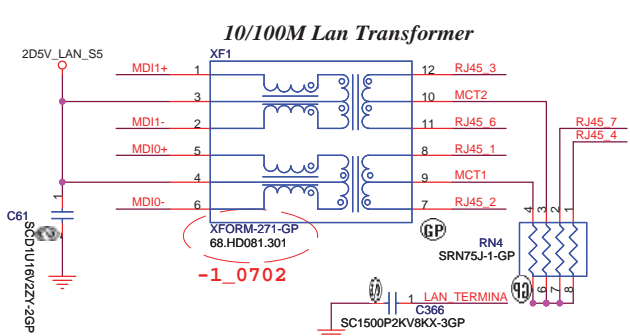 10/100M Lan Transformer
2D5V_LAN_S5
XF1
MDI1+ 1 12 RJ45_3
3 10 MCT2
MDI1- 2 11 RJ45_6 RJ45_7
RJ45_4
MDI0+ 5 8 RJ45_1
4 9 MCT1
MDI0- 6 7 RJ45_2
1 C61
SCD1U16V2ZY-2GP
XFORM-271-GP
68.HD081.301
GP
-1_0702
4 3 2 1
RN4
SRN75J-1-GP
5 6 7 8
GP
1 LAN_TERMINA
C366
SC1500P2KV8KX-3GP